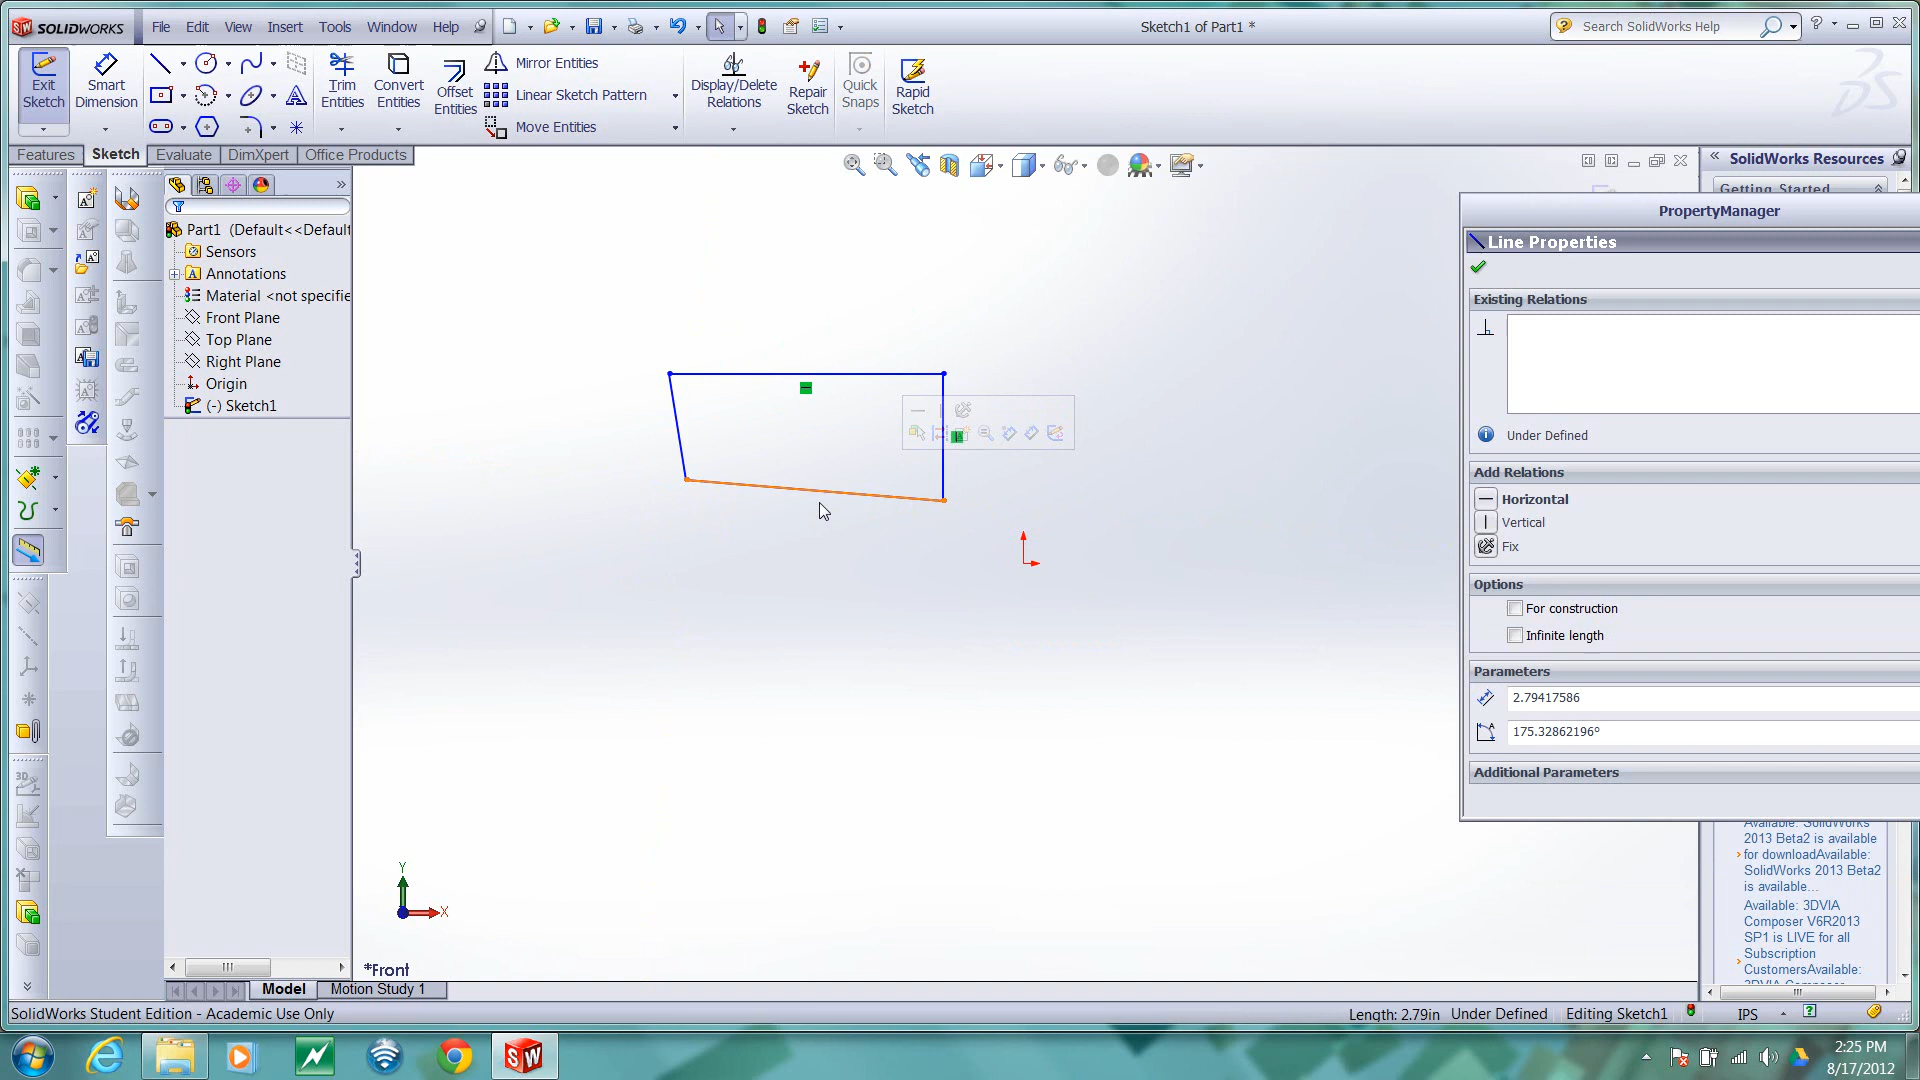 SOLIDWORKS File Edit View Insert Tools Window Help Sketch1 of Part1 * Search SolidWorks Help
Exit Sketch
Smart Dimension
Trim Entities
Convert Entities
Offset Entities
Mirror Entities
Linear Sketch Pattern
Move Entities
Display/Delete Relations
Repair Sketch
Quick Snaps
Rapid Sketch
Features Sketch Evaluate DimXpert Office Products
SolidWorks Resources
Getting Started
Part1 (Default<<Default
Sensors
Annotations
Material <not specifie
Front Plane
Top Plane
Right Plane
Origin
(-) Sketch1
PropertyManager
Line Properties
Existing Relations
Under Defined
Add Relations
Horizontal
Vertical
Fix
Options
For construction
Infinite length
Parameters
2.79417586
175.32862196°
Additional Parameters
Available: SolidWorks
2013 Beta2 is available
for downloadAvailable:
SolidWorks 2013 Beta2
is available...
Available: 3DVIA
Composer V6R2013
SP1 is LIVE for all
Subscription
CustomersAvailable:
3DVIA Composer
Y
X
*Front
Model Motion Study 1
SolidWorks Student Edition - Academic Use Only Length: 2.79in Under Defined Editing Sketch1 IPS
2:25 PM
8/17/2012